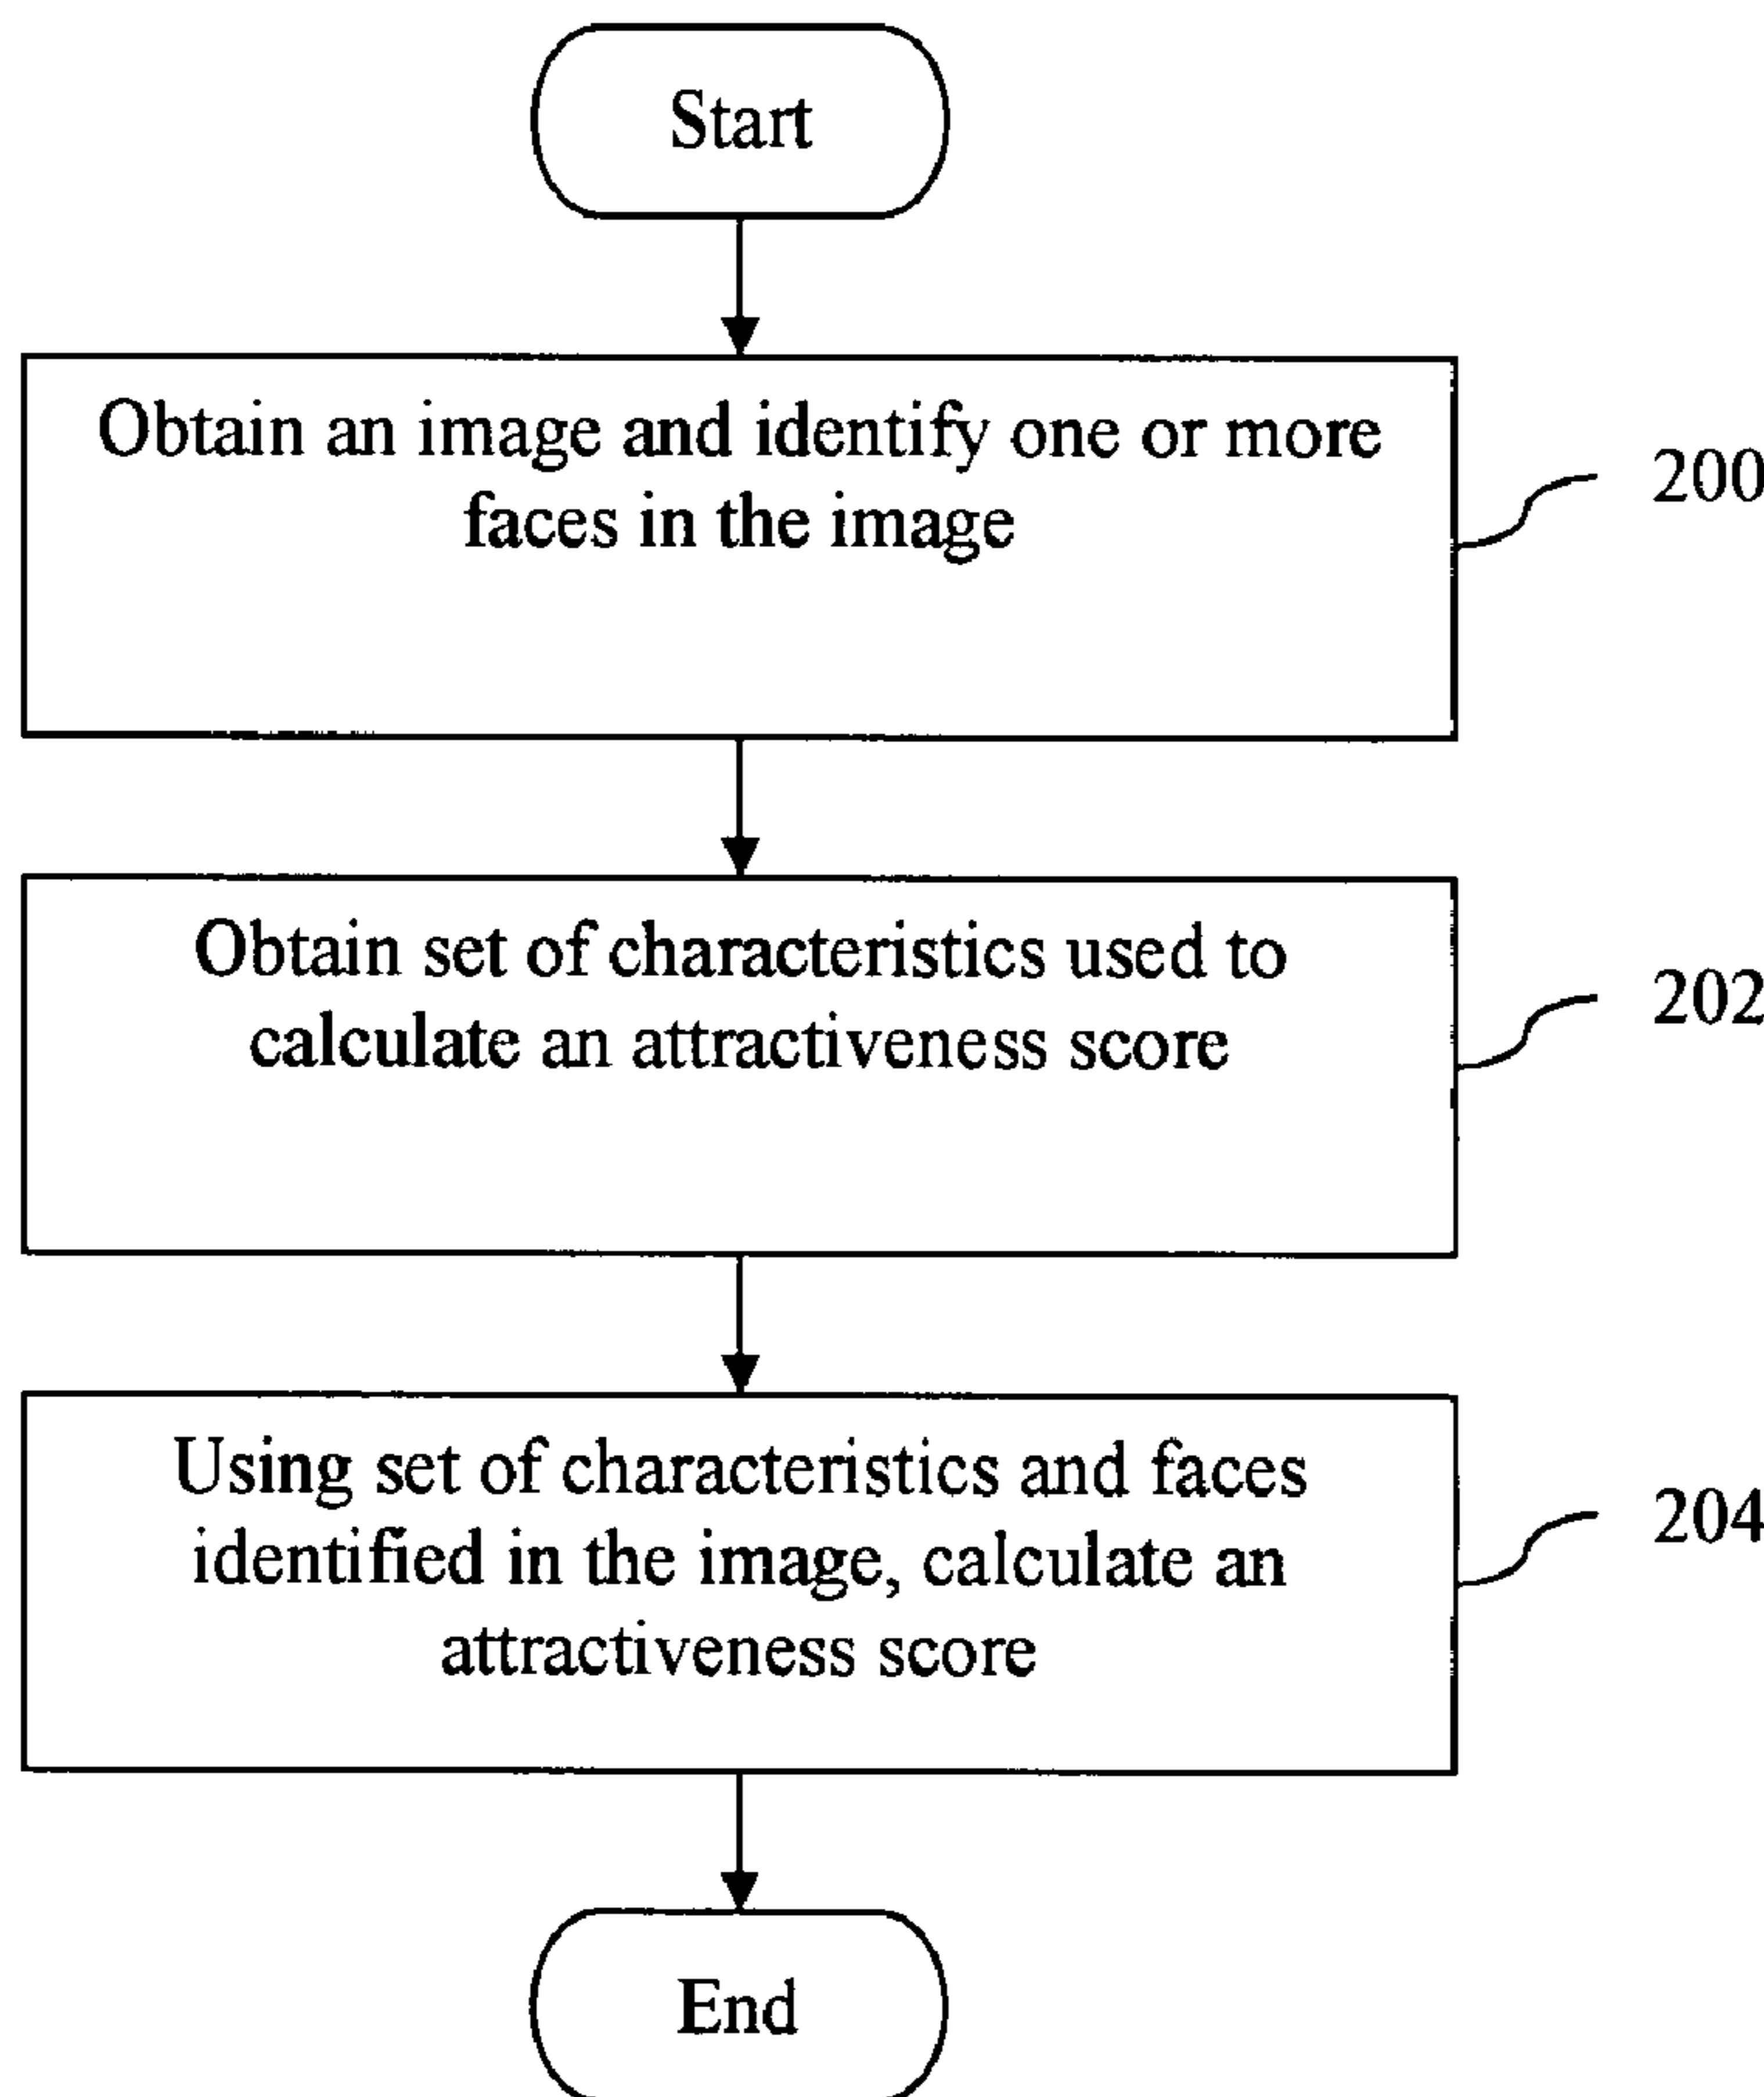 Start
Obtain an image and identify one or more
faces in the image
200
Obtain set of characteristics used to
calculate an attractiveness score
202
Using set of characteristics and faces
identified in the image, calculate an
attractiveness score
204
End